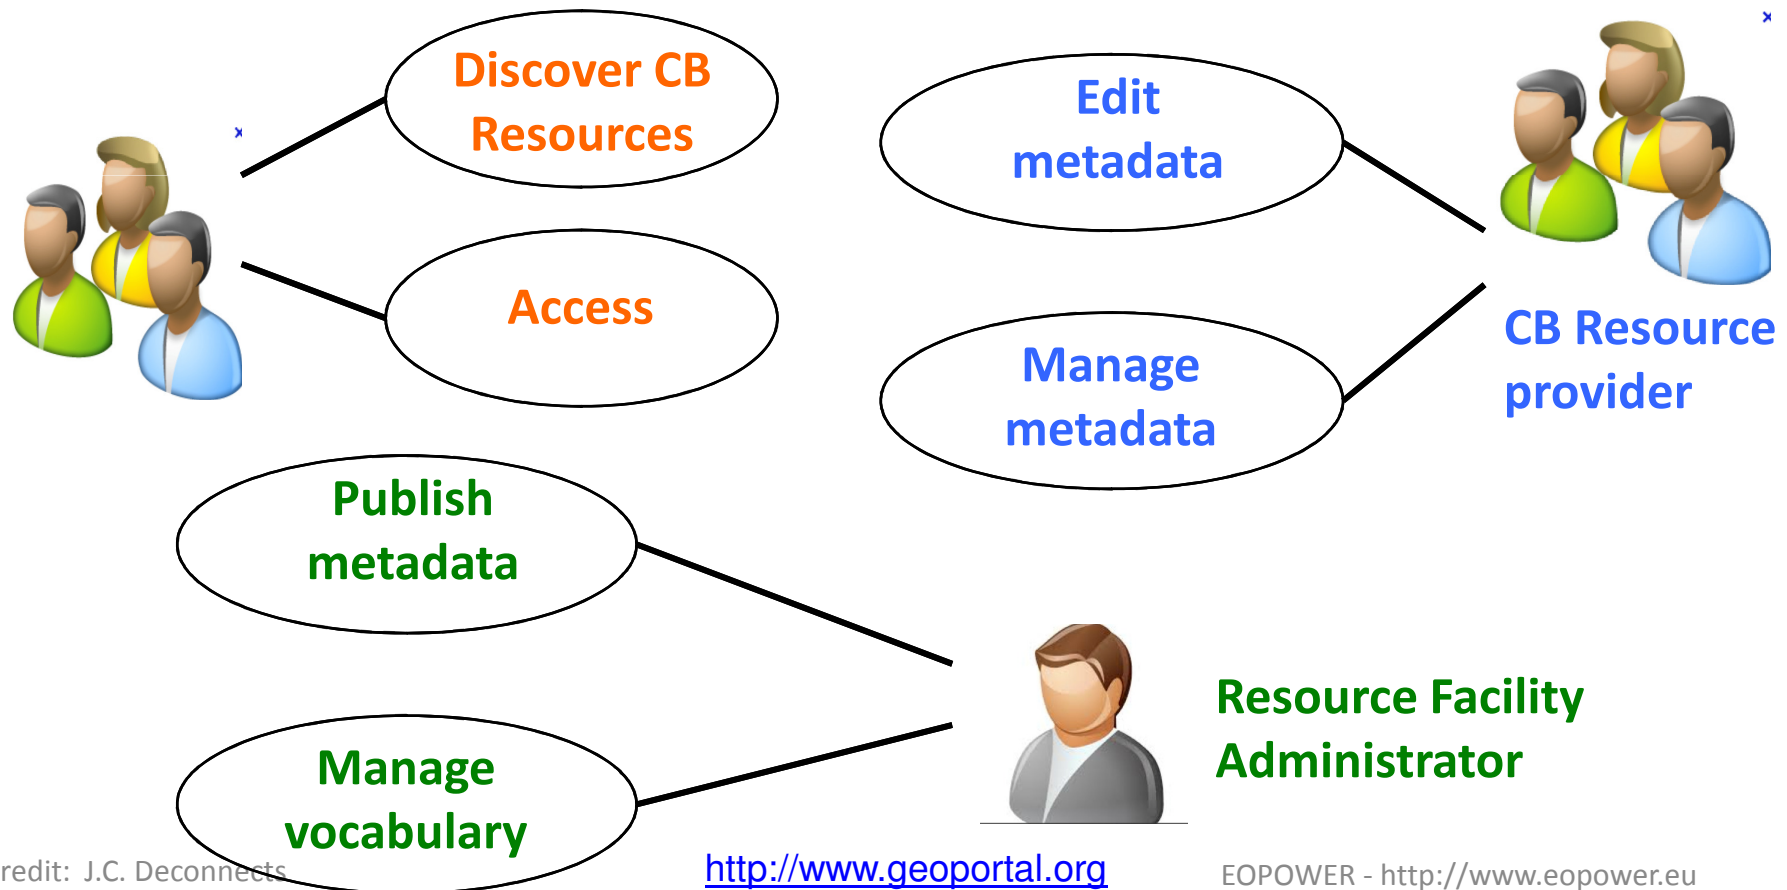 Discover CB
Resources
Access
Edit
metadata
Manage
metadata
CB Resource
provider
Publish
metadata
Manage
vocabulary
Resource Facility
Administrator
redit: J.C. Deconnects
http://www.geoportal.org
EOPOWER - http://www.eopower.eu